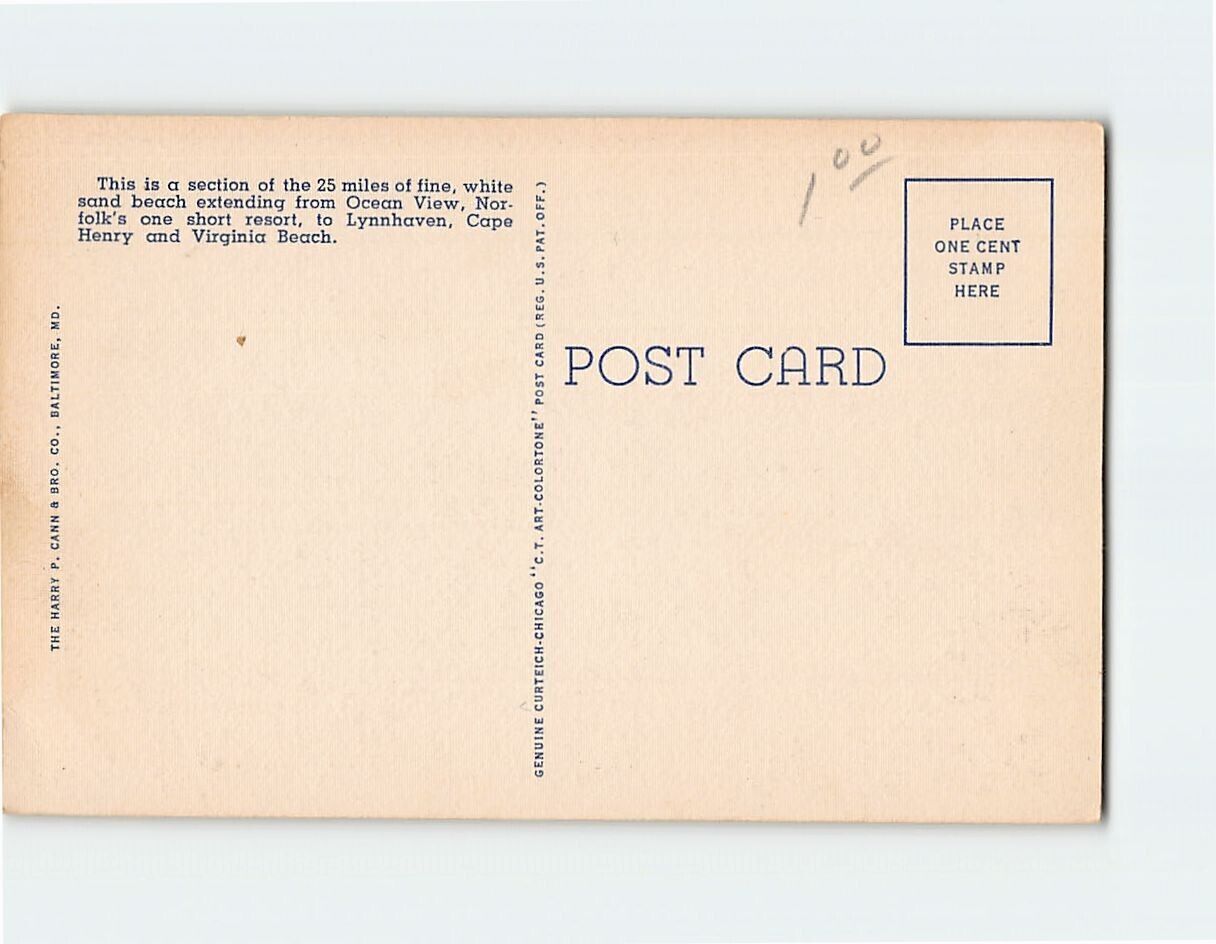 This is a section of the 25 miles of fine, white
sand beach extending from Ocean View, Nor-
folk's one short resort, to Lynnhaven, Cape
Henry and Virginia Beach.
THE HARRY P. CANN & BRO. CO., BALTIMORE, MD.
GENUINE CURTEICH-CHICAGO "C.T. ART-COLORTONE" POST CARD (REG. U.S. PAT. OFF.)
1 00
PLACE
ONE CENT
STAMP
HERE
POST CARD